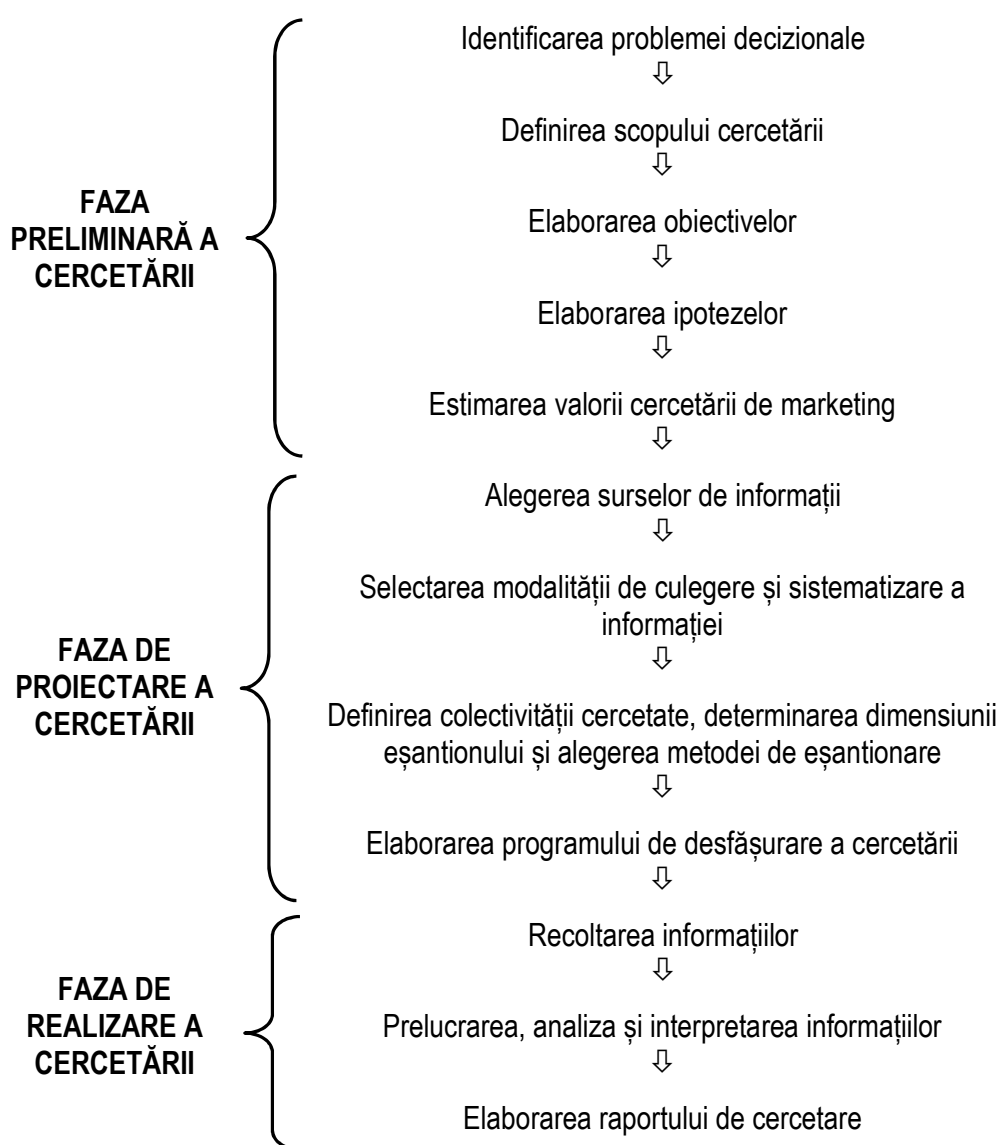 Identificarea problemei decizionale
⇩
Definirea scopului cercetării
⇩
FAZA
PRELIMINARĂ A
CERCETĂRII
Elaborarea obiectivelor
⇩
Elaborarea ipotezelor
⇩
Estimarea valorii cercetării de marketing
⇩
Alegerea surselor de informații
⇩
Selectarea modalității de culegere și sistematizare a
informației
⇩
FAZA DE
PROIECTARE A
CERCETĂRII
Definirea colectivității cercetate, determinarea dimensiunii
eșantionului și alegerea metodei de eșantionare
⇩
Elaborarea programului de desfășurare a cercetării
⇩
Recoltarea informațiilor
⇩
FAZA DE
REALIZARE A
CERCETĂRII
Prelucrarea, analiza și interpretarea informațiilor
⇩
Elaborarea raportului de cercetare